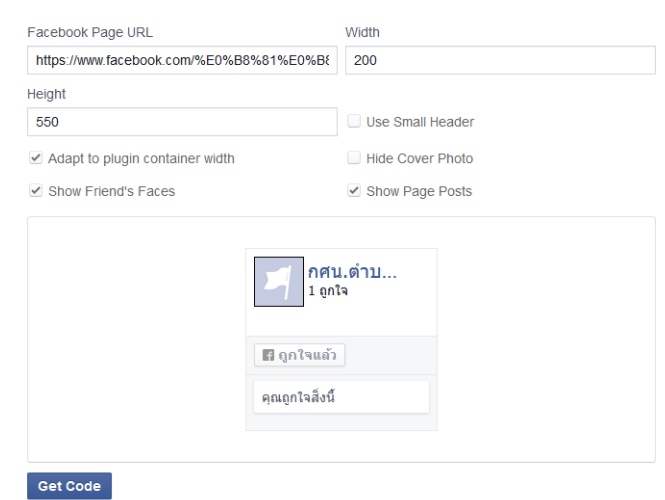 Facebook Page URL
Width
https://www.facebook.com/%E0%B8%81%E0%B8
200
Height
550
Use Small Header
Adapt to plugin container width
Hide Cover Photo
Show Friend's Faces
Show Page Posts
กศน.ตำบ...
1 ถูกใจ
ถูกใจแล้ว
คุณถูกใจสิ่งนี้
Get Code